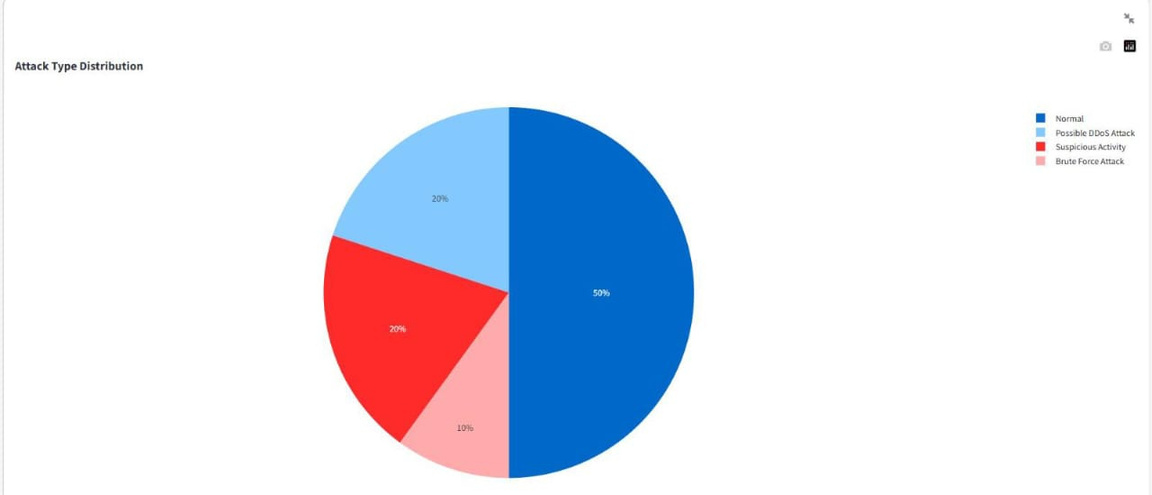 Attack Type Distribution
Normal
Possible DDoS Attack
Suspicious Activity
Brute Force Attack
20%
50%
20%
10%